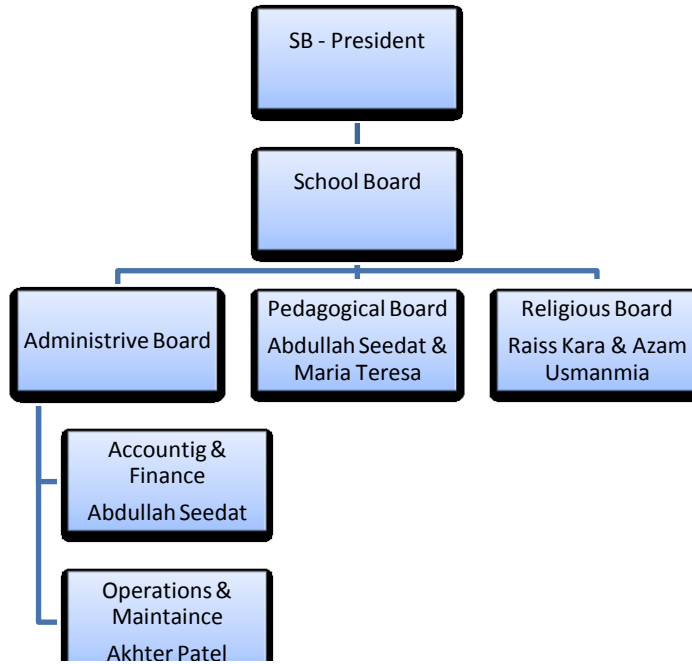 SB - President
School Board
Administrive Board
Pedagogical Board
Abdullah Seedat &
Maria Teresa
Religious Board
Raiss Kara & Azam
Usmanmia
Accountig &
Finance
Abdullah Seedat
Operations &
Maintaince
Akhter Patel